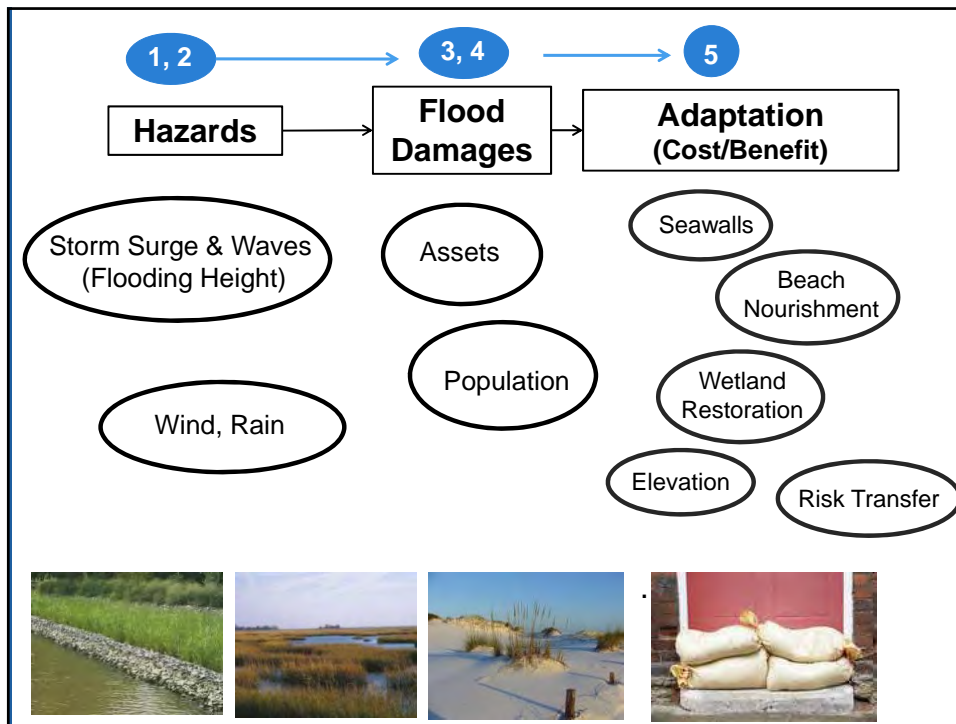 1, 2
3, 4
5
Hazards
Flood
Damages
Adaptation
(Cost/Benefit)
Storm Surge & Waves
(Flooding Height)
Wind, Rain
Assets
Population
Seawalls
Beach
Nourishment
Wetland
Restoration
Elevation
Risk Transfer
.